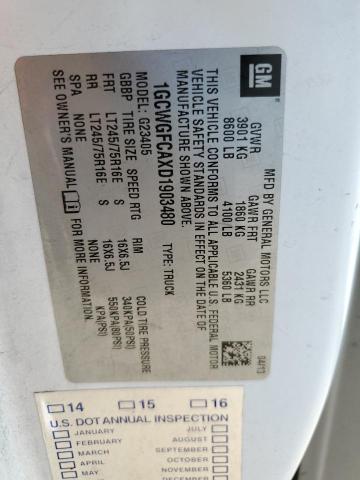 GM
MFD BY GENERAL MOTORS LLC
04/13
GVWR GAWR FRT GAWR RR
3901 KG 1860 KG 2431 KG
8600 LB 4100 LB 5360 LB
THIS VEHICLE CONFORMS TO ALL APPLICABLE U.S. FEDERAL MOTOR
VEHICLE SAFETY STANDARDS IN EFFECT ON THE DATE OF
MANUFACTURE SHOWN ABOVE.
1GCWGFCAXD1903480 TYPE: TRUCK
G23405
GBBP TIRE SIZE SPEED RTG RIM COLD TIRE PRESSURE
FRT LT245/75R16E S 16X6.5J 340KPA(50PSI)
RR LT245/75R16E S 16X6.5J 550KPA(80PSI)
SPA NONE KPA(PSI)
SEE OWNER'S MANUAL i FOR MORE INFORMATION.
14 15 16
U.S. DOT ANNUAL INSPECTION
JANUARY JULY
FEBRUARY AUGUST
MARCH SEPTEMBER
APRIL OCTOBER
MAY NOVEMBER
DECEMBER